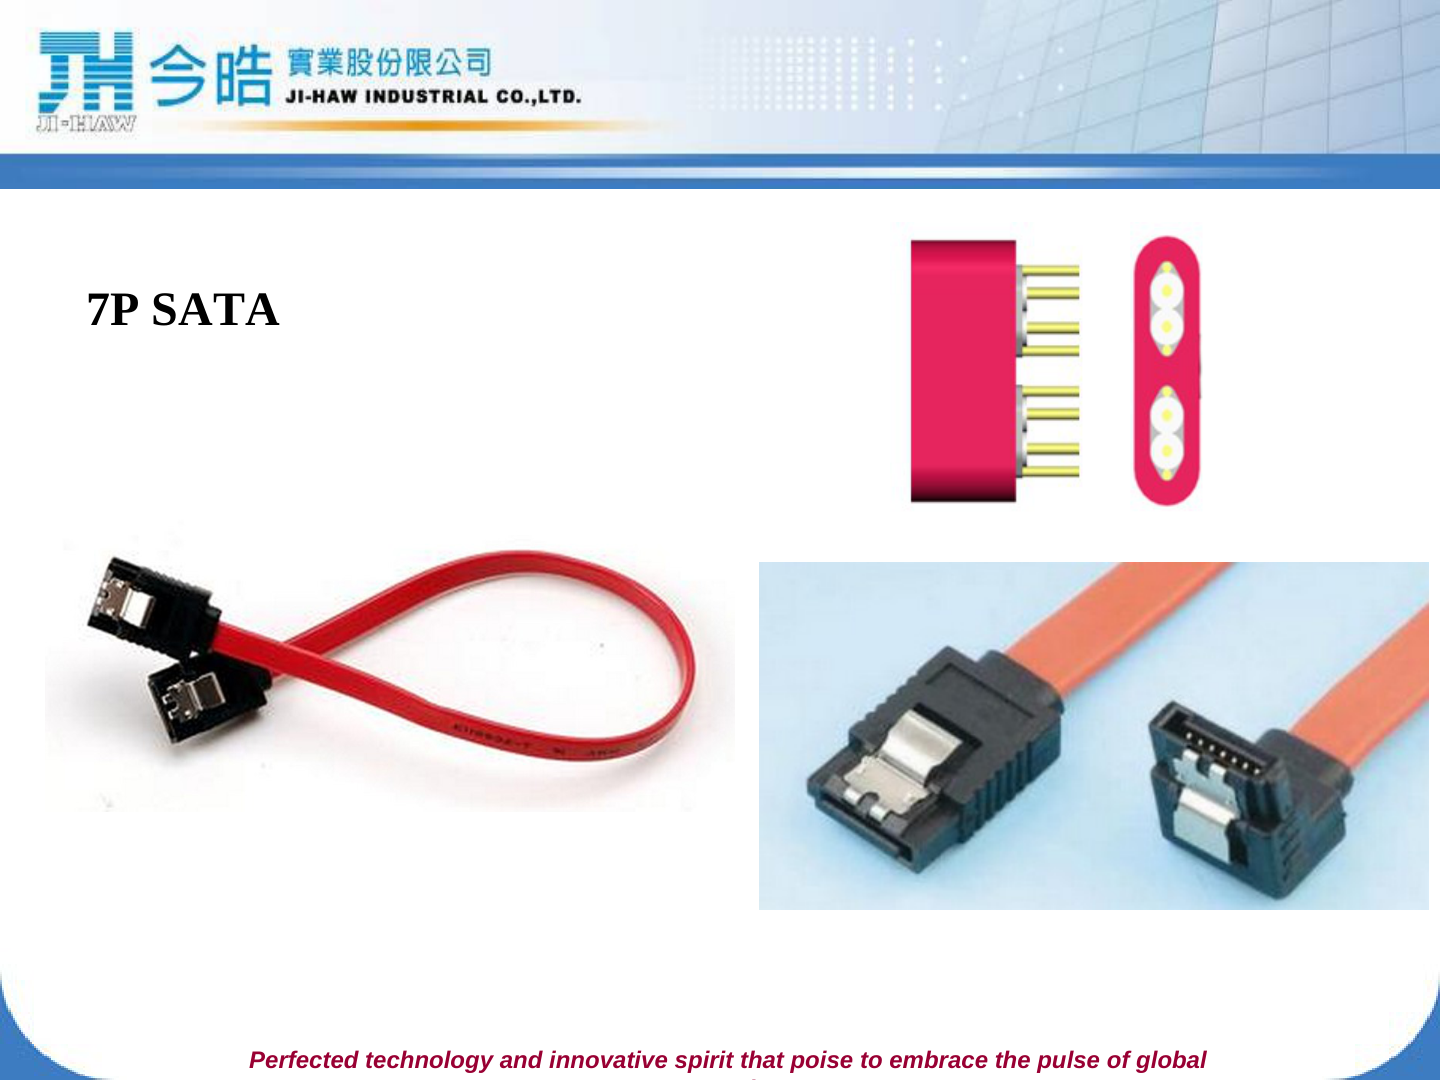 今皓 實業股份限公司
JI-HAW INDUSTRIAL CO.,LTD.
JI-HAW
7P SATA
Perfected technology and innovative spirit that poise to embrace the pulse of global